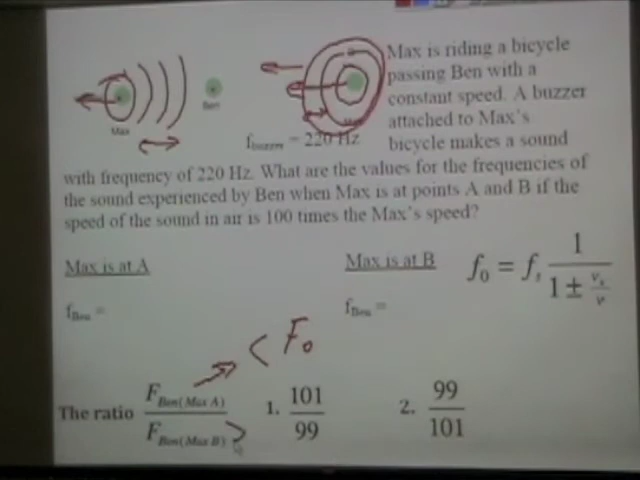 Max is riding a bicycle
passing Ben with a
constant speed. A buzzer
attached to Max's
bicycle makes a sound
Max
Ben
f_buzzer = 220 Hz
with frequency of 220 Hz. What are the values for the frequencies of
the sound experienced by Ben when Max is at points A and B if the
speed of the sound in air is 100 times the Max's speed?
Max is at A
Max is at B
f₀ = fₛ 1 / (1 ± vₛ/v)
f_Ben =
f_Ben =
< F₀
The ratio F_Ben(Max A) / F_Ben(Max B) > 1. 101/99 2. 99/101